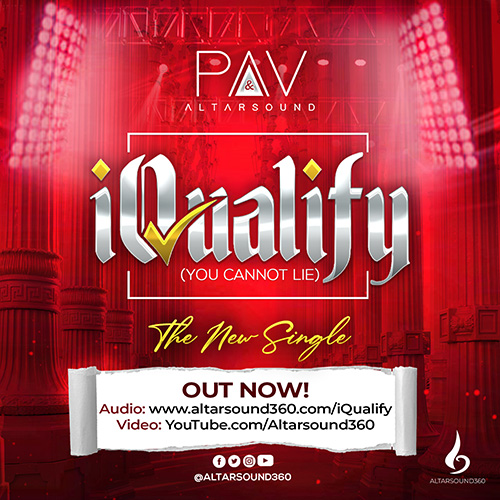 PAV
&
ALTARSOUND
iQualify
(YOU CANNOT LIE)
The New Single
OUT NOW!
Audio: www.altarsound360.com/iQualify
Video: YouTube.com/Altarsound360
@ALTARSOUND360
ALTARSOUND360